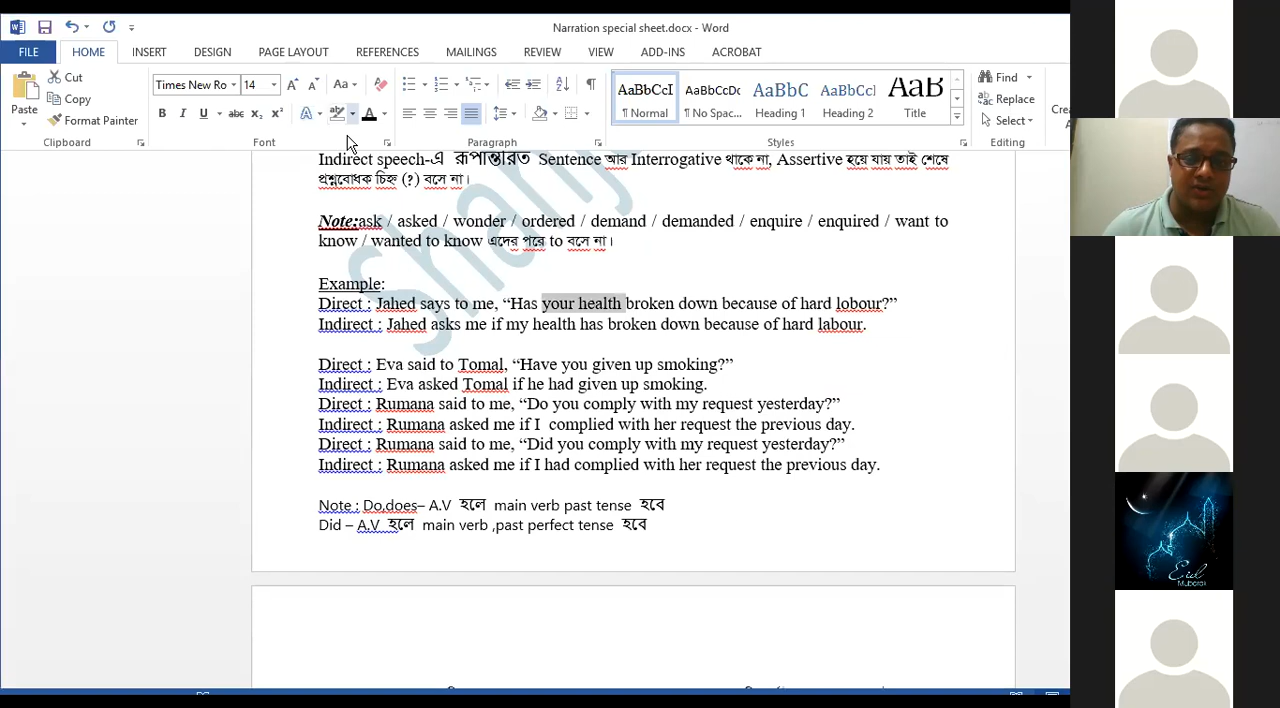 Narration special sheet.docx - Word
FILE HOME INSERT DESIGN PAGE LAYOUT REFERENCES MAILINGS REVIEW VIEW ADD-INS ACROBAT
Paste Cut Copy Format Painter
Times New Ro 14
AaBbCcI AaBbCcDc AaBbC AaBbCcI AaB
¶ Normal ¶ No Spac... Heading 1 Heading 2 Title
Find Replace Select
Clipboard Font Paragraph Styles Editing
Indirect speech-এ রূপান্তরিত Sentence আর Interrogative থাকে না, Assertive হয়ে যায় তাই শেষে
প্রশ্নবোধক চিহ্ন (?) বসে না।
Note:ask / asked / wonder / ordered / demand / demanded / enquire / enquired / want to
know / wanted to know এদের পরে to বসে না।
Example:
Direct : Jahed says to me, “Has your health broken down because of hard lobour?”
Indirect : Jahed asks me if my health has broken down because of hard labour.
Direct : Eva said to Tomal, “Have you given up smoking?”
Indirect : Eva asked Tomal if he had given up smoking.
Direct : Rumana said to me, “Do you comply with my request yesterday?”
Indirect : Rumana asked me if I  complied with her request the previous day.
Direct : Rumana said to me, “Did you comply with my request yesterday?”
Indirect : Rumana asked me if I had complied with her request the previous day.
Note : Do,does– A.V হলে main verb past tense হবে
Did – A.V হলে main verb ,past perfect tense হবে
Eid
Mubarak